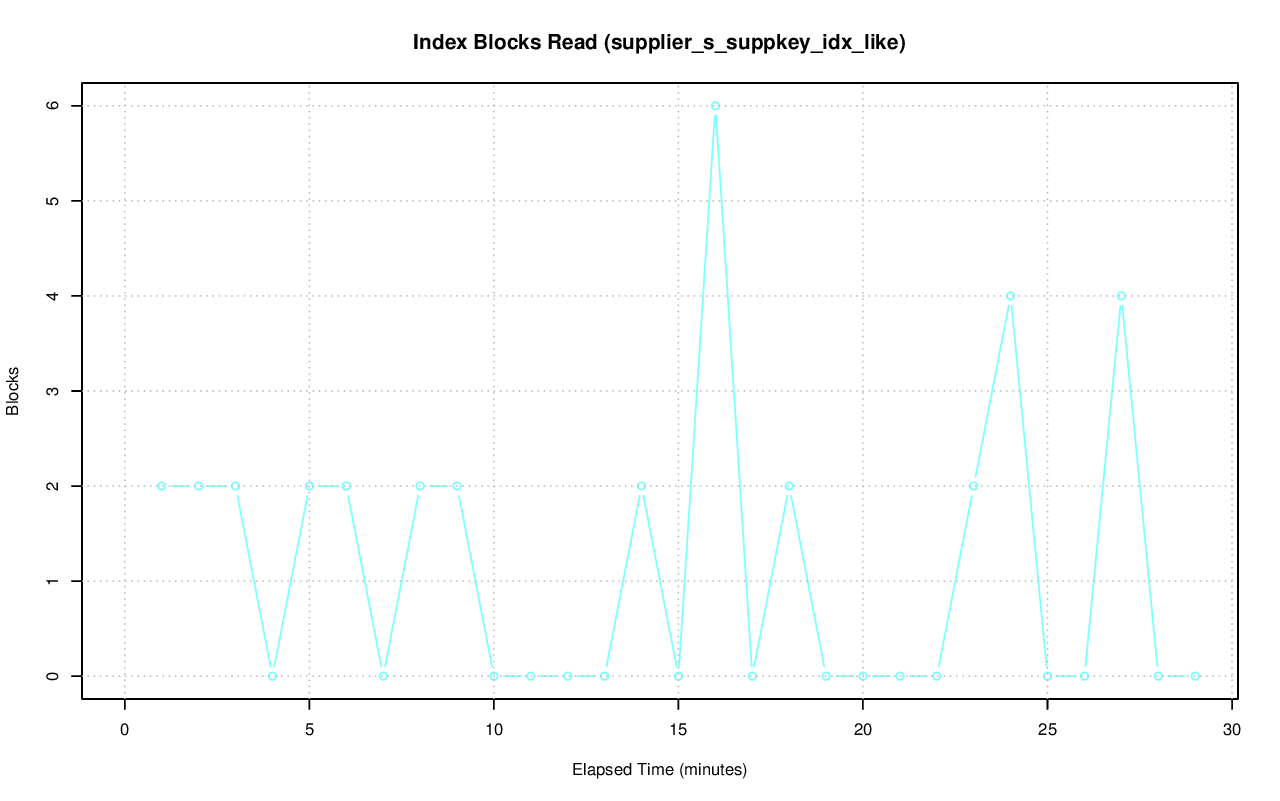 Index Blocks Read (supplier_s_suppkey_idx_like)
Blocks
6
5
4
3
2
1
0
0 5 10 15 20 25 30
Elapsed Time (minutes)